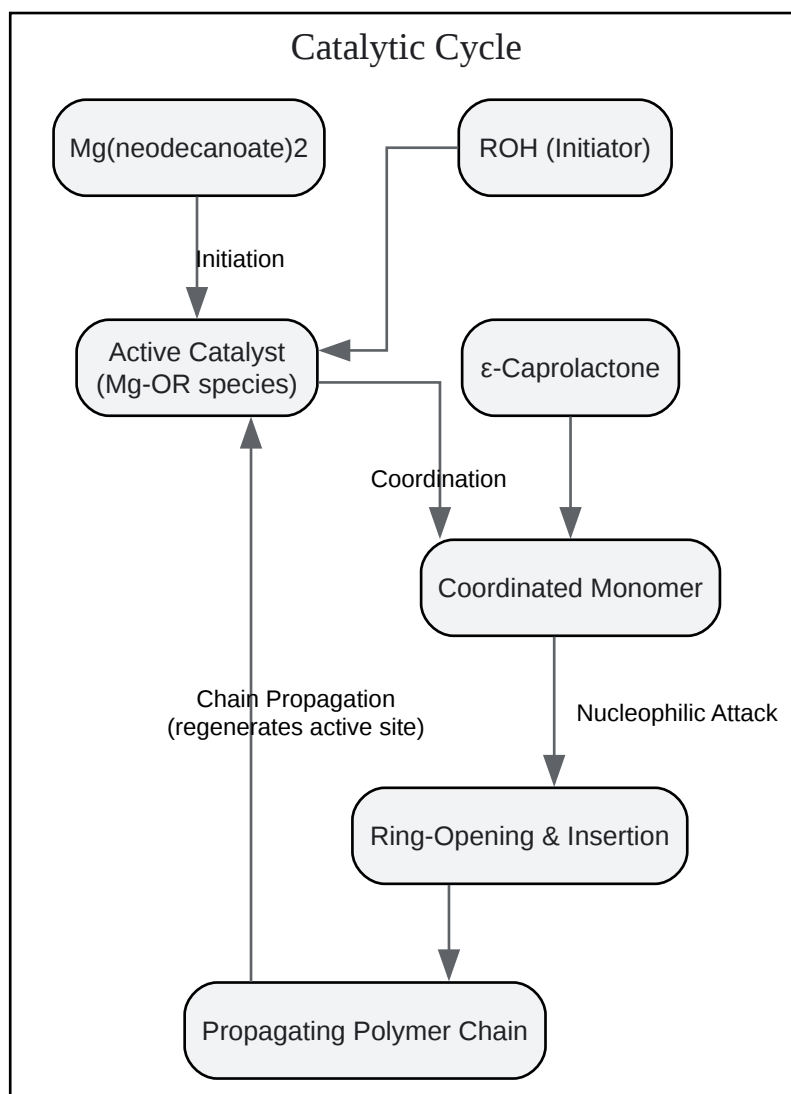 Catalytic Cycle
Mg(neodecanoate)2
ROH (Initiator)
Initiation
Active Catalyst
(Mg-OR species)
ε-Caprolactone
Coordination
Coordinated Monomer
Chain Propagation
(regenerates active site)
Nucleophilic Attack
Ring-Opening & Insertion
Propagating Polymer Chain